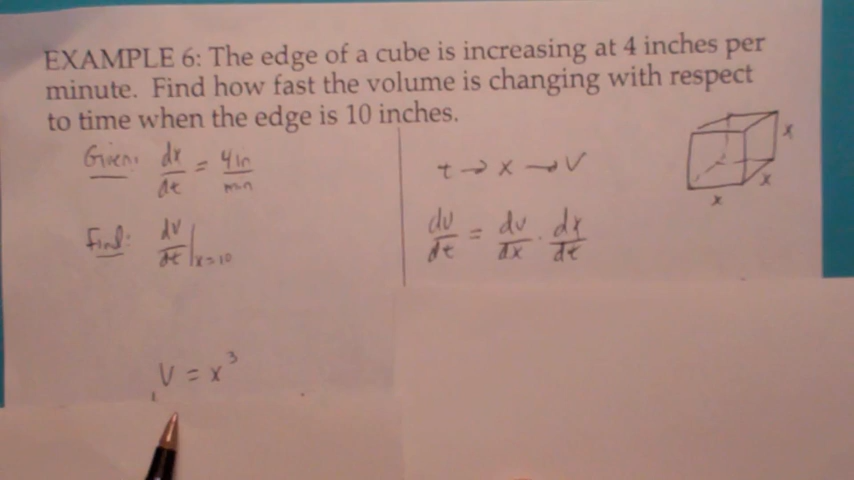 EXAMPLE 6: The edge of a cube is increasing at 4 inches per
minute. Find how fast the volume is changing with respect
to time when the edge is 10 inches.
Given: dx/dt = 4 in/min
Find: dV/dt |x=10
V = x³
t → x → V
dV/dt = dV/dx · dx/dt
x
x
x